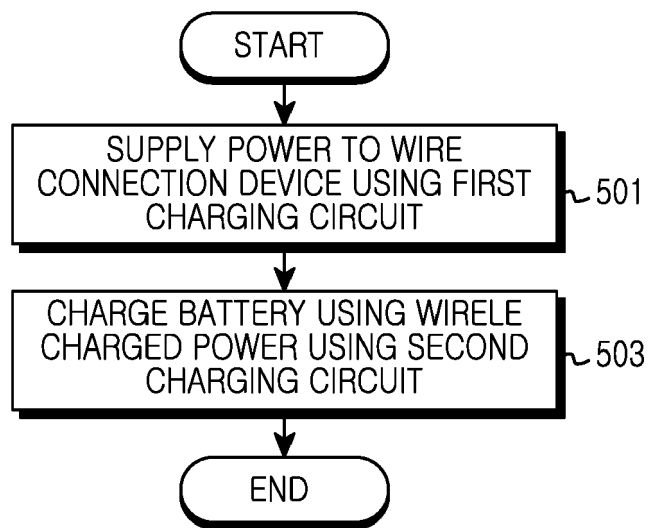 START
SUPPLY POWER TO WIRE
CONNECTION DEVICE USING FIRST
CHARGING CIRCUIT
501
CHARGE BATTERY USING WIRELE
CHARGED POWER USING SECOND
CHARGING CIRCUIT
503
END